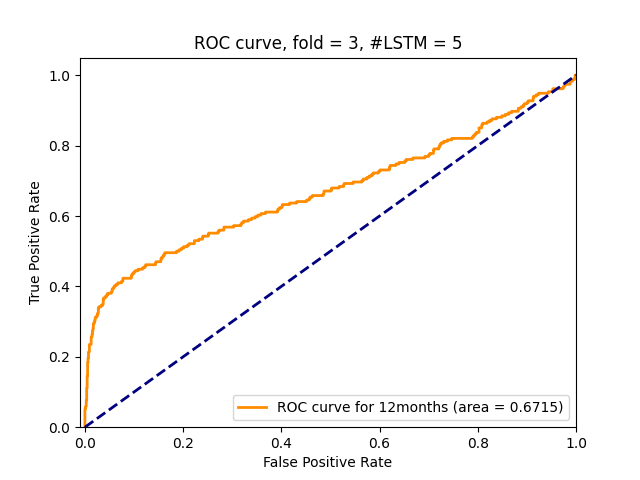 ROC curve, fold = 3, #LSTM = 5
True Positive Rate
1.0
0.8
0.6
0.4
0.2
0.0
ROC curve for 12months (area = 0.6715)
0.0 0.2 0.4 0.6 0.8 1.0
False Positive Rate